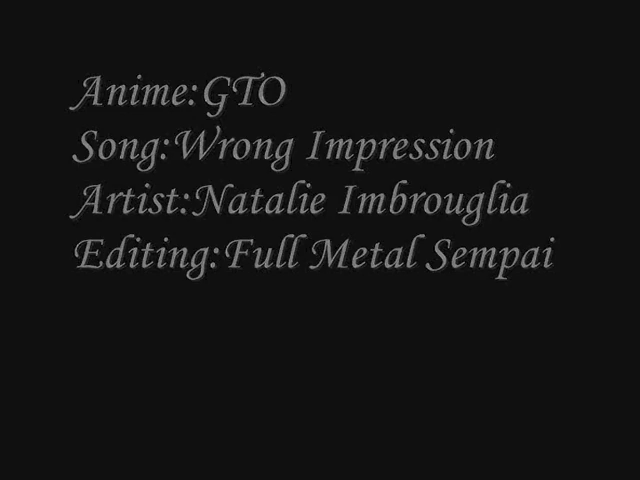 Anime:GTO
Song:Wrong Impression
Artist:Natalie Imbrouglia
Editing:Full Metal Sempai